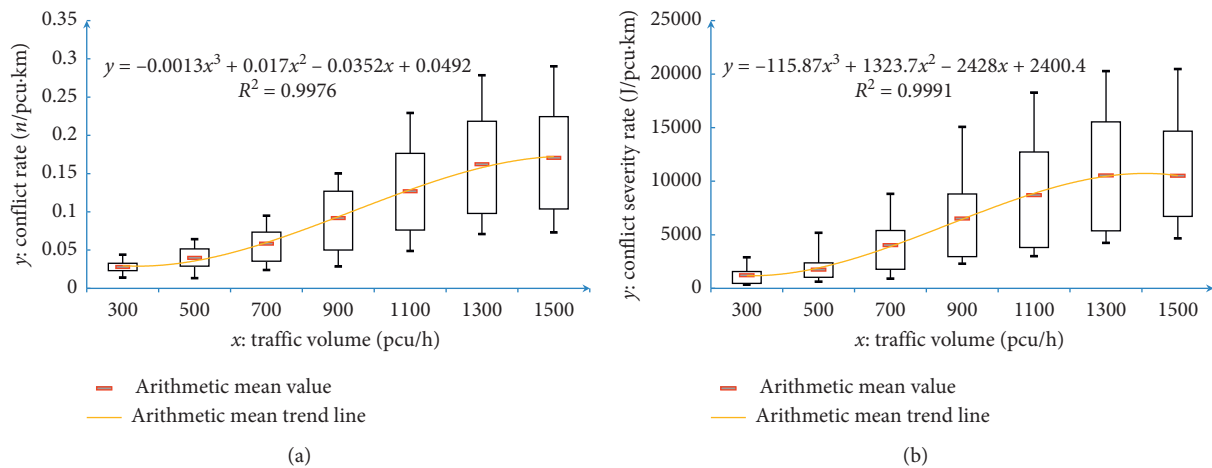 (a)
0.35
0.3
0.25
0.2
0.15
0.1
0.05
0
y: conflict rate (n/pcu·km)
y = –0.0013x³ + 0.017x² – 0.0352x + 0.0492
R² = 0.9976
300 500 700 900 1100 1300 1500
x: traffic volume (pcu/h)
Arithmetic mean value
Arithmetic mean trend line
(a)
(b)
25000
20000
15000
10000
5000
0
y: conflict severity rate (J/pcu·km)
y = –115.87x³ + 1323.7x² – 2428x + 2400.4
R² = 0.9991
300 500 700 900 1100 1300 1500
x: traffic volume (pcu/h)
Arithmetic mean value
Arithmetic mean trend line
(b)